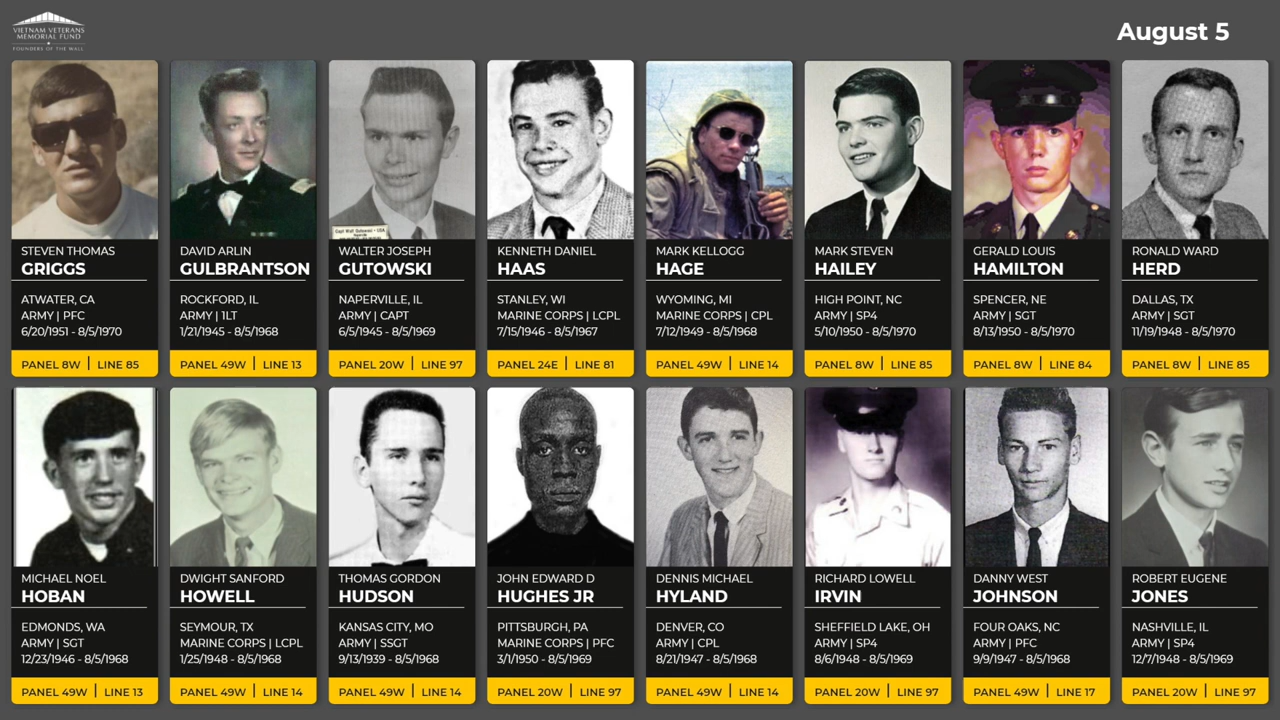 VIETNAM VETERANS
MEMORIAL FUND
FOUNDERS OF THE WALL
August 5
STEVEN THOMAS
GRIGGS
ATWATER, CA
ARMY | PFC
6/20/1951 - 8/5/1970
PANEL 8W | LINE 85
DAVID ARLIN
GULBRANTSON
ROCKFORD, IL
ARMY | 1LT
1/21/1945 - 8/5/1968
PANEL 49W | LINE 13
Capt Walt Gutowski - USA
WALTER JOSEPH
GUTOWSKI
NAPERVILLE, IL
ARMY | CAPT
6/5/1945 - 8/5/1969
PANEL 20W | LINE 97
KENNETH DANIEL
HAAS
STANLEY, WI
MARINE CORPS | LCPL
7/15/1946 - 8/5/1967
PANEL 24E | LINE 81
MARK KELLOGG
HAGE
WYOMING, MI
MARINE CORPS | CPL
7/12/1949 - 8/5/1968
PANEL 49W | LINE 14
MARK STEVEN
HAILEY
HIGH POINT, NC
ARMY | SP4
5/10/1950 - 8/5/1970
PANEL 8W | LINE 85
GERALD LOUIS
HAMILTON
SPENCER, NE
ARMY | SGT
8/13/1950 - 8/5/1970
PANEL 8W | LINE 84
RONALD WARD
HERD
DALLAS, TX
ARMY | SGT
11/19/1948 - 8/5/1970
PANEL 8W | LINE 85
MICHAEL NOEL
HOBAN
EDMONDS, WA
ARMY | SGT
12/23/1946 - 8/5/1968
PANEL 49W | LINE 13
DWIGHT SANFORD
HOWELL
SEYMOUR, TX
MARINE CORPS | LCPL
1/25/1948 - 8/5/1968
PANEL 49W | LINE 14
THOMAS GORDON
HUDSON
KANSAS CITY, MO
ARMY | SSGT
9/13/1939 - 8/5/1968
PANEL 49W | LINE 14
JOHN EDWARD D
HUGHES JR
PITTSBURGH, PA
MARINE CORPS | PFC
3/1/1950 - 8/5/1969
PANEL 20W | LINE 97
DENNIS MICHAEL
HYLAND
DENVER, CO
ARMY | CPL
8/21/1947 - 8/5/1968
PANEL 49W | LINE 14
RICHARD LOWELL
IRVIN
SHEFFIELD LAKE, OH
ARMY | SP4
8/6/1948 - 8/5/1969
PANEL 20W | LINE 97
DANNY WEST
JOHNSON
FOUR OAKS, NC
ARMY | PFC
9/9/1947 - 8/5/1968
PANEL 49W | LINE 17
ROBERT EUGENE
JONES
NASHVILLE, IL
ARMY | SP4
12/7/1948 - 8/5/1969
PANEL 20W | LINE 97